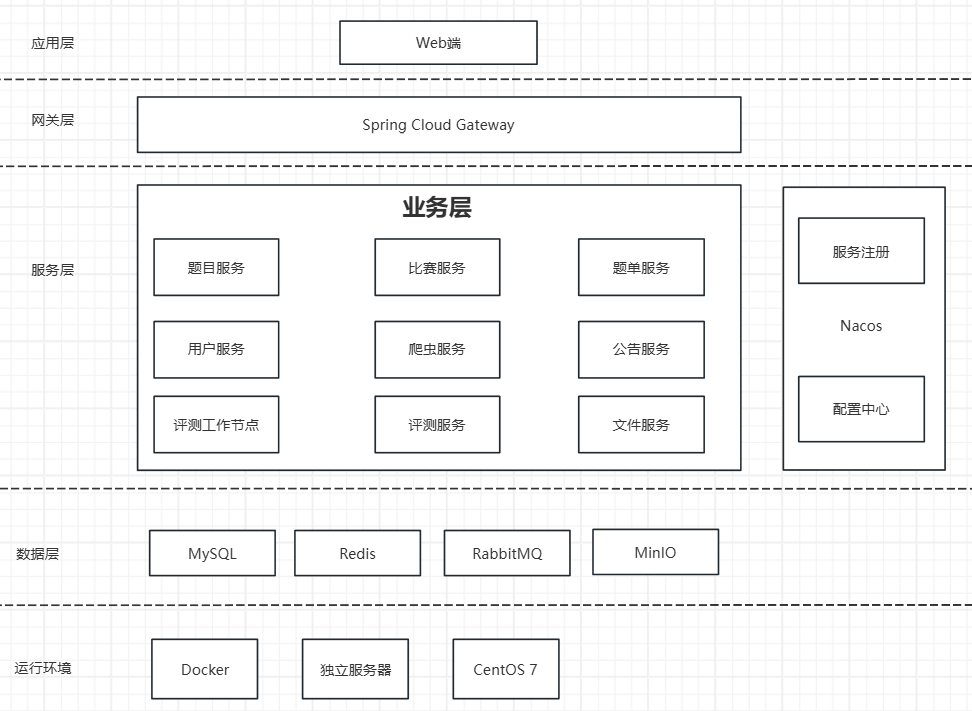 应用层
Web端
网关层
Spring Cloud Gateway
服务层
业务层
题目服务
比赛服务
题单服务
用户服务
爬虫服务
公告服务
评测工作节点
评测服务
文件服务
服务注册
Nacos
配置中心
数据层
MySQL
Redis
RabbitMQ
MinIO
运行环境
Docker
独立服务器
CentOS 7